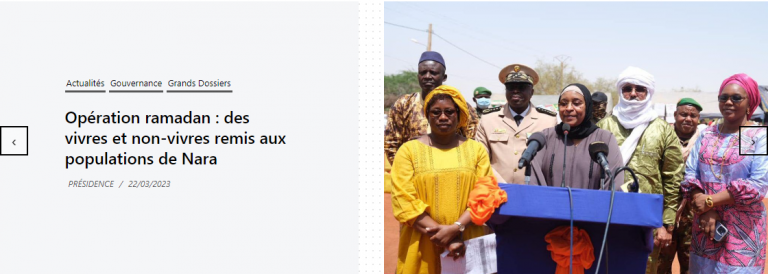 Actualités Gouvernance Grands Dossiers
Opération ramadan : des
vivres et non-vivres remis aux
populations de Nara
PRÉSIDENCE / 22/03/2023